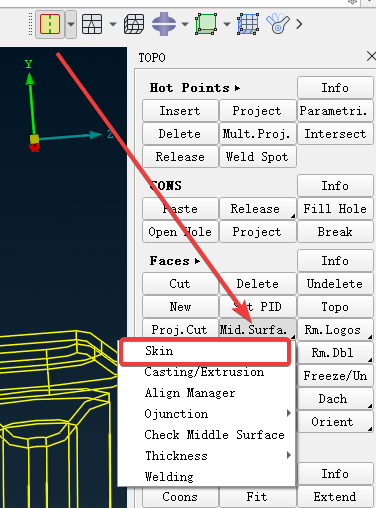 TOPO
Y
Z
Hot Points
Info
Insert Project Parametri.
Delete Mult.Proj. Intersect
Release Weld Spot
CONS
Info
Paste Release Fill Hole
Open Hole Project Break
Faces
Info
Cut Delete Undelete
New Set PID Topo
Proj.Cut Mid.Surfa. Rm.Logos
Skin
Rm.Dbl
Casting/Extrusion
Freeze/Un
Align Manager
Dach
Ojunction
Orient
Check Middle Surface
Thickness
Info
Welding
Coons Fit Extend